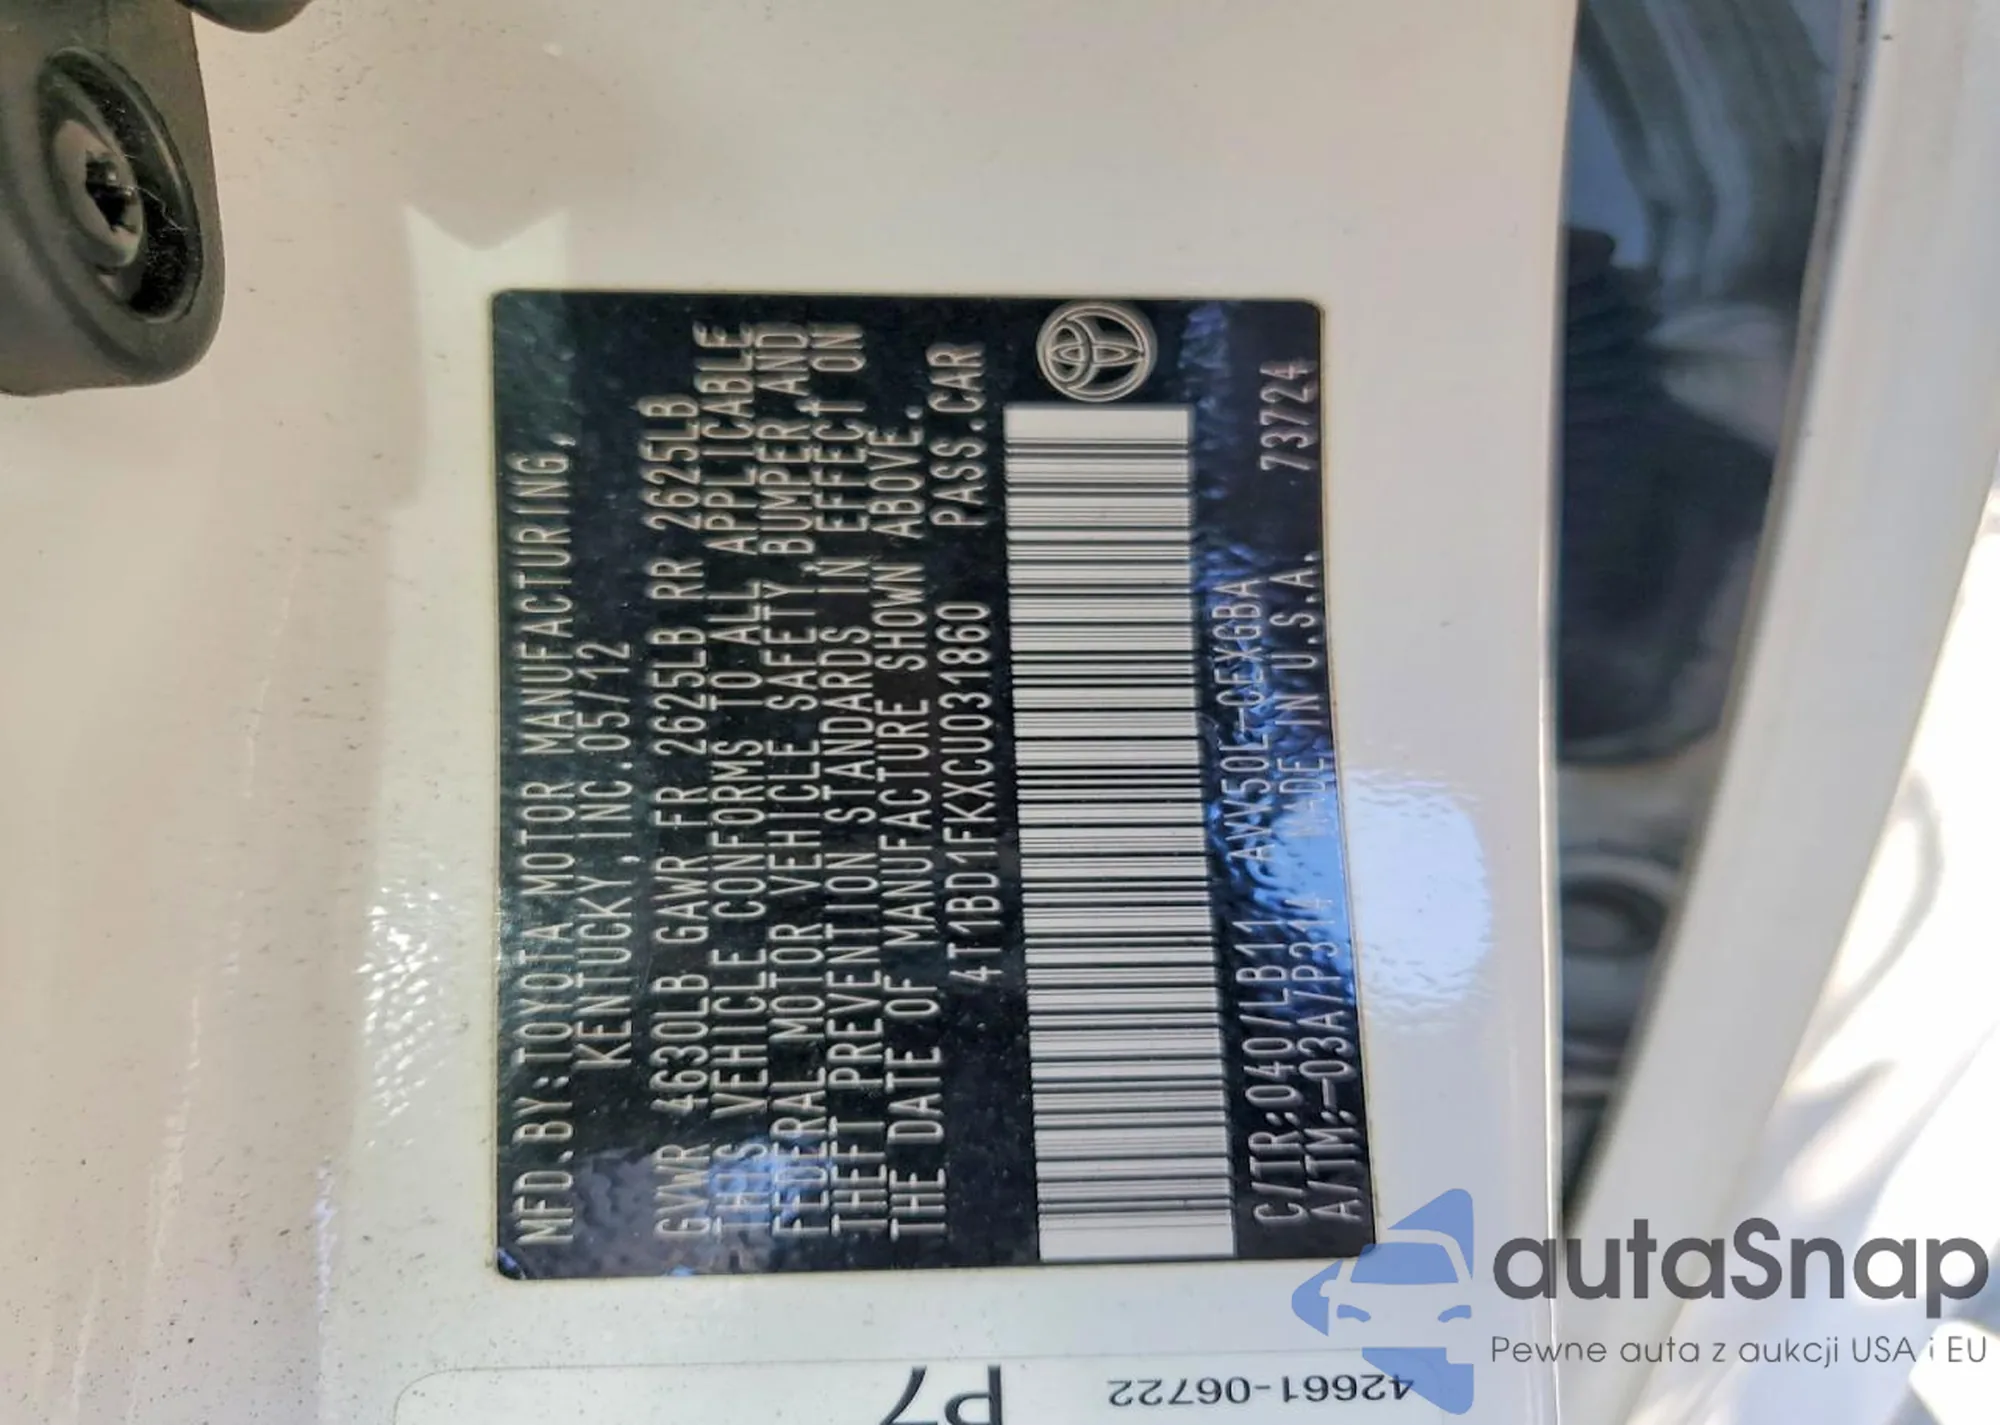 MFD.BY:TOYOTA MOTOR MANUFACTURING,
KENTUCKY,INC.05/12
GVWR 4630LB GAWR FR 2625LB RR 2625LB
THIS VEHICLE CONFORMS TO ALL APPLICABLE
FEDERAL MOTOR VEHICLE SAFETY,BUMPER,AND
THEFT PREVENTION STANDARDS IN EFFECT ON
THE DATE OF MANUFACTURE SHOWN ABOVE.
4T1BD1FKXCU031860 PASS.CAR
C/TR:040/LB11 AVV50L-CEXGBA
A/TM:-03A/P314 MADE IN U.S.A. 73724
42661-06722
P7
autaSnap
Pewne auta z aukcji USA i EU